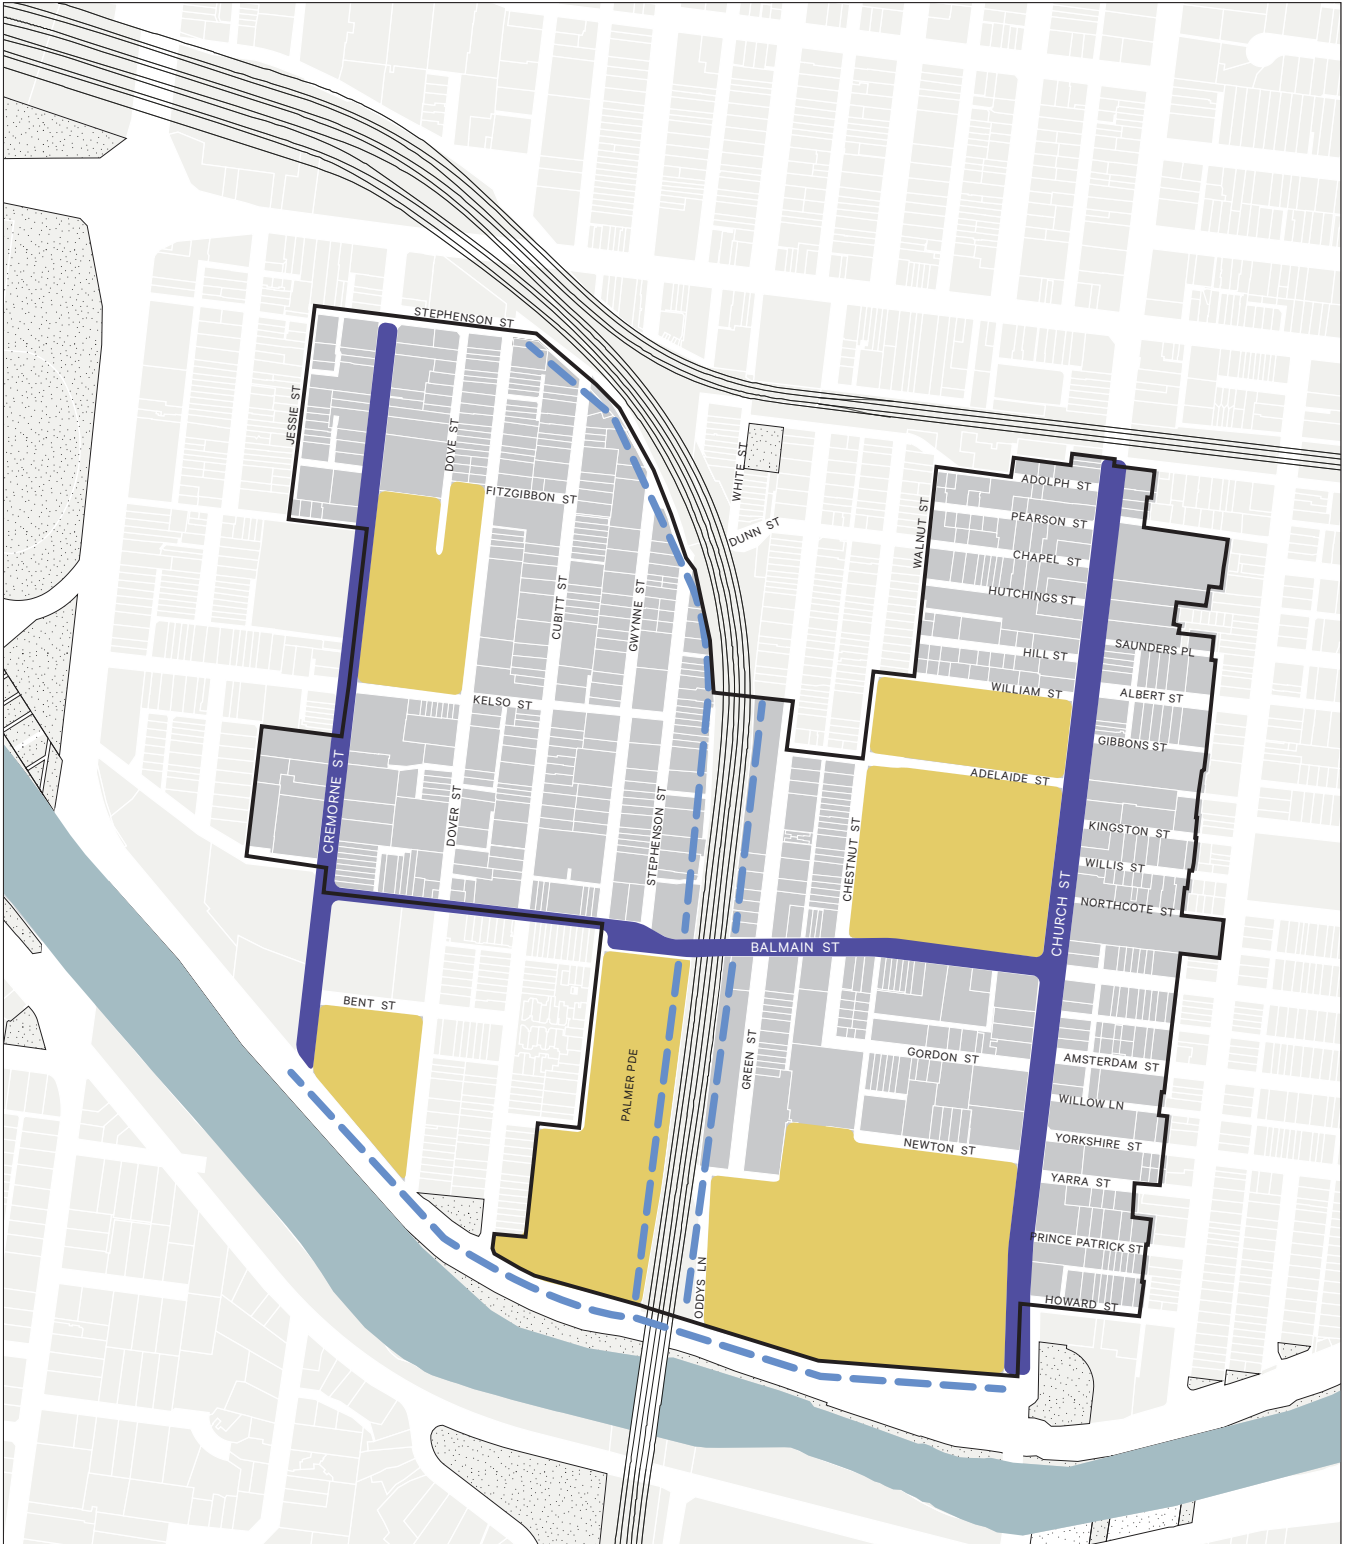 STEPHENSON ST
JESSIE ST
DOVE ST
WHITE ST
ADOLPH ST
FITZGIBBON ST
PEARSON ST
WALNUT ST
DUNN ST
CHAPEL ST
HUTCHINGS ST
CUBITT ST
GWYNNE ST
SAUNDERS PL
HILL ST
WILLIAM ST
ALBERT ST
KELSO ST
GIBBONS ST
ADELAIDE ST
CREMORNE ST
DOVER ST
STEPHENSON ST
KINGSTON ST
CHESTNUT ST
WILLIS ST
NORTHCOTE ST
CHURCH ST
BALMAIN ST
BENT ST
GORDON ST
GREEN ST
AMSTERDAM ST
PALMER PDE
WILLOW LN
YORKSHIRE ST
NEWTON ST
YARRA ST
PRINCE PATRICK ST
ODDYS LN
HOWARD ST